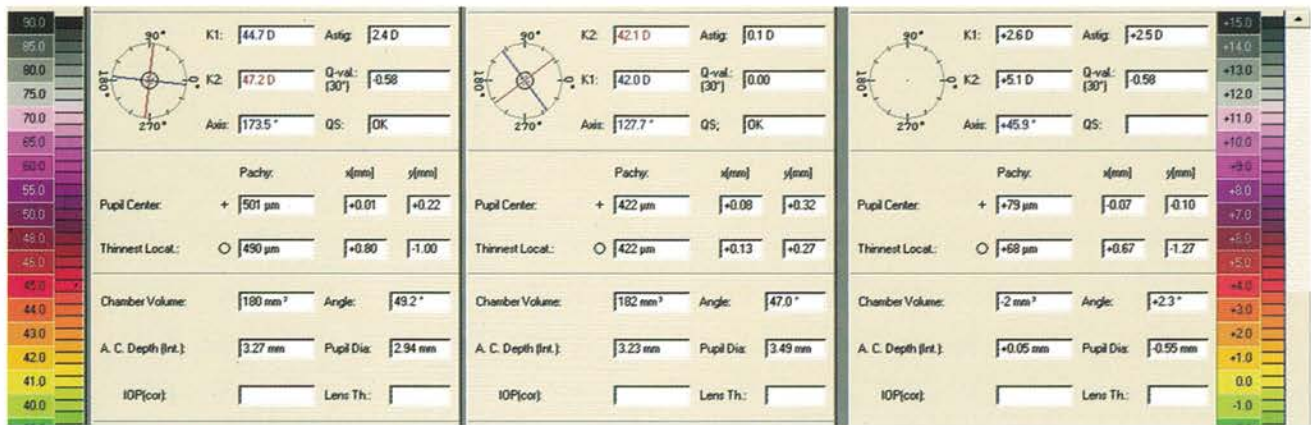 90.0
85.0
80.0
75.0
70.0
65.0
60.0
55.0
50.0
48.0
46.0
45.0
44.0
43.0
42.0
41.0
40.0
90°
180°
0°
270°
K1: 44.7 D Astig: 2.4 D
K2: 47.2 D Q-val.: (30°) -0.58
Axis: 173.5 ° QS: OK
Pachy: x[mm] y[mm]
Pupil Center: + 501 µm +0.01 +0.22
Thinnest Locat.: O 490 µm +0.80 -1.00
Chamber Volume: 180 mm³ Angle: 49.2 °
A. C. Depth (Int.): 3.27 mm Pupil Dia: 2.94 mm
IOP(cor): Lens Th.:
90°
180°
0°
270°
K2: 42.1 D Astig: 0.1 D
K1: 42.0 D Q-val.: (30°) 0.00
Axis: 127.7 ° QS: OK
Pachy: x[mm] y[mm]
Pupil Center: + 422 µm +0.08 +0.32
Thinnest Locat.: O 422 µm +0.13 +0.27
Chamber Volume: 182 mm³ Angle: 47.0 °
A. C. Depth (Int.): 3.23 mm Pupil Dia: 3.49 mm
IOP(cor): Lens Th.:
90°
180°
0°
270°
K1: +2.6 D Astig: +2.5 D
K2: +5.1 D Q-val.: (30°) -0.58
Axis: +45.9 ° QS:
Pachy: x[mm] y[mm]
Pupil Center: + +79 µm -0.07 -0.10
Thinnest Locat.: O +68 µm +0.67 -1.27
Chamber Volume: -2 mm³ Angle: +2.3 °
A. C. Depth (Int.): +0.05 mm Pupil Dia: -0.55 mm
IOP(cor): Lens Th.:
+15.0
+14.0
+13.0
+12.0
+11.0
+10.0
+9.0
+8.0
+7.0
+6.0
+5.0
+4.0
+3.0
+2.0
+1.0
0.0
-1.0